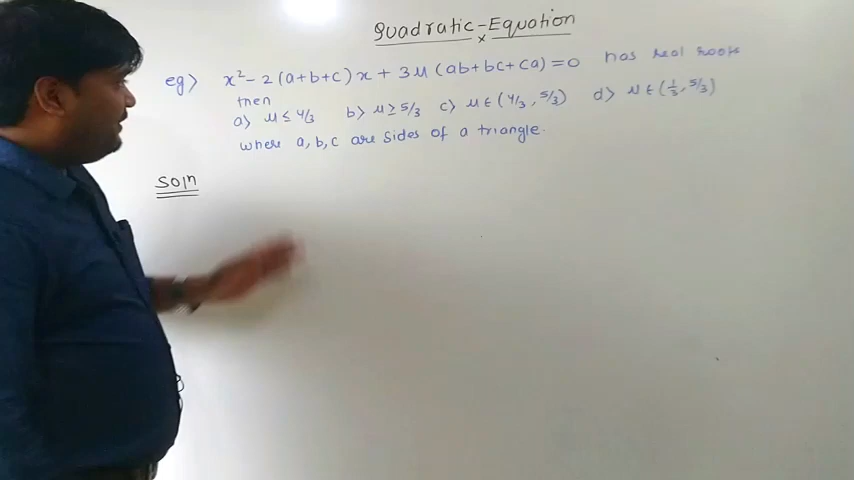 Quadratic-Equation
x
eg> x² - 2 (a+b+c) x + 3μ (ab+bc+ca) = 0 has real roots
then
a) μ ≤ 4/3 b> μ ≥ 5/3 c) μ ∈ (4/3, 5/3) d> μ ∈ (1/3, 5/3)
where a, b, c are sides of a triangle.
Soln